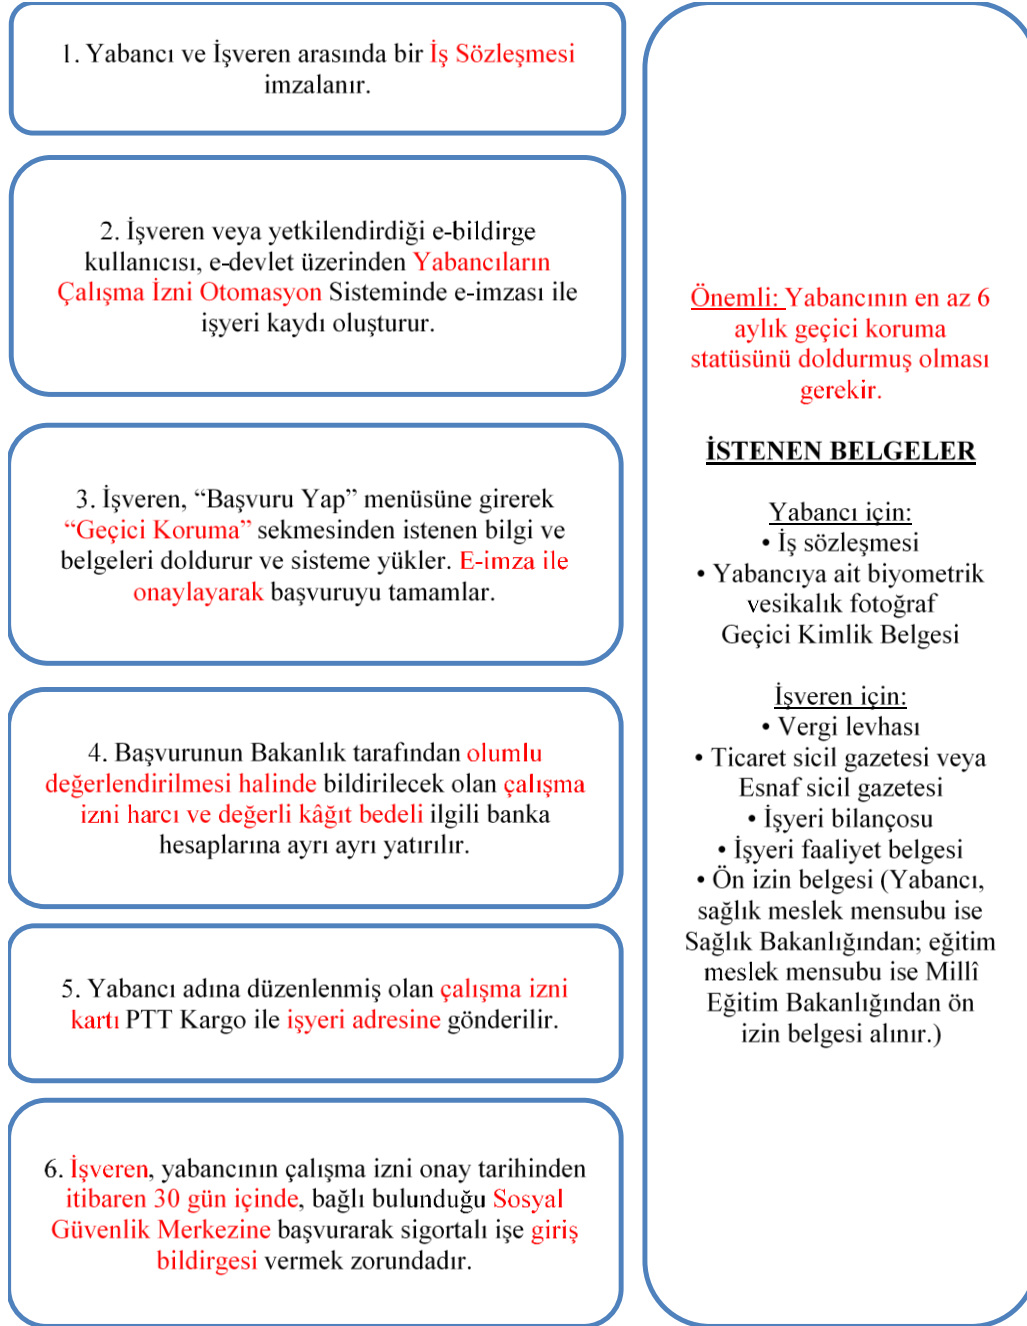 1. Yabancı ve İşveren arasında bir İş Sözleşmesi
imzalanır.
2. İşveren veya yetkilendirdiği e-bildirge
kullanıcısı, e-devlet üzerinden Yabancıların
Çalışma İzni Otomasyon Sisteminde e-imzası ile
işyeri kaydı oluşturur.
3. İşveren, “Başvuru Yap” menüsüne girerek
“Geçici Koruma” sekmesinden istenen bilgi ve
belgeleri doldurur ve sisteme yükler. E-imza ile
onaylayarak başvuruyu tamamlar.
4. Başvurunun Bakanlık tarafından olumlu
değerlendirilmesi halinde bildirilecek olan çalışma
izni harcı ve değerli kâğıt bedeli ilgili banka
hesaplarına ayrı ayrı yatırılır.
5. Yabancı adına düzenlenmiş olan çalışma izni
kartı PTT Kargo ile işyeri adresine gönderilir.
6. İşveren, yabancının çalışma izni onay tarihinden
itibaren 30 gün içinde, bağlı bulunduğu Sosyal
Güvenlik Merkezine başvurarak sigortalı işe giriş
bildirgesi vermek zorundadır.
Önemli: Yabancının en az 6
aylık geçici koruma
statüsünü doldurmuş olması
gerekir.
İSTENEN BELGELER
Yabancı için:
• İş sözleşmesi
• Yabancıya ait biyometrik
vesikalık fotoğraf
Geçici Kimlik Belgesi
İşveren için:
• Vergi levhası
• Ticaret sicil gazetesi veya
Esnaf sicil gazetesi
• İşyeri bilançosu
• İşyeri faaliyet belgesi
• Ön izin belgesi (Yabancı,
sağlık meslek mensubu ise
Sağlık Bakanlığından; eğitim
meslek mensubu ise Millî
Eğitim Bakanlığından ön
izin belgesi alınır.)